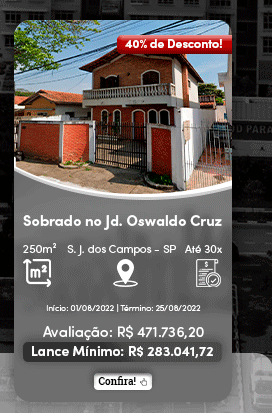 40% de Desconto!
Sobrado no Jd. Oswaldo Cruz
250m² S. J. dos Campos - SP Até 30x
m²
Início: 01/08/2022 | Término: 25/08/2022
Avaliação: R$ 471.736,20
Lance Mínimo: R$ 283.041,72
Confira!